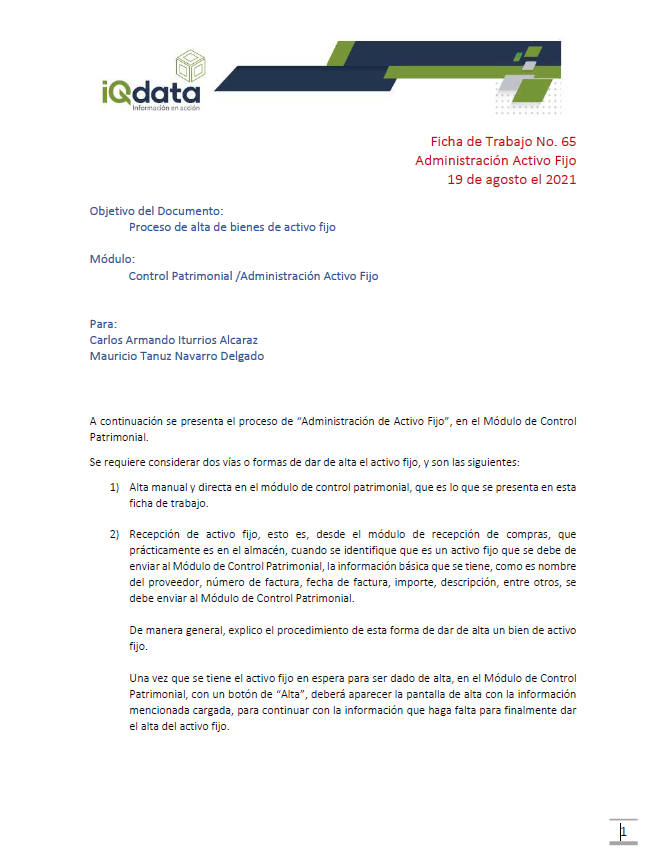 iQdata
Información en acción
Ficha de Trabajo No. 65
Administración Activo Fijo
19 de agosto el 2021
Objetivo del Documento:
Proceso de alta de bienes de activo fijo
Módulo:
Control Patrimonial /Administración Activo Fijo
Para:
Carlos Armando Iturrios Alcaraz
Mauricio Tanuz Navarro Delgado
A continuación se presenta el proceso de “Administración de Activo Fijo”, en el Módulo de Control
Patrimonial.
Se requiere considerar dos vías o formas de dar de alta el activo fijo, y son las siguientes:
1) Alta manual y directa en el módulo de control patrimonial, que es lo que se presenta en esta
ficha de trabajo.
2) Recepción de activo fijo, esto es, desde el módulo de recepción de compras, que
prácticamente es en el almacén, cuando se identifique que es un activo fijo que se debe de
enviar al Módulo de Control Patrimonial, la información básica que se tiene, como es nombre
del proveedor, número de factura, fecha de factura, importe, descripción, entre otros, se
debe enviar al Módulo de Control Patrimonial.
De manera general, explico el procedimiento de esta forma de dar de alta un bien de activo
fijo.
Una vez que se tiene el activo fijo en espera para ser dado de alta, en el Módulo de Control
Patrimonial, con un botón de “Alta”, deberá aparecer la pantalla de alta con la información
mencionada cargada, para continuar con la información que haga falta para finalmente dar
el alta del activo fijo.
1